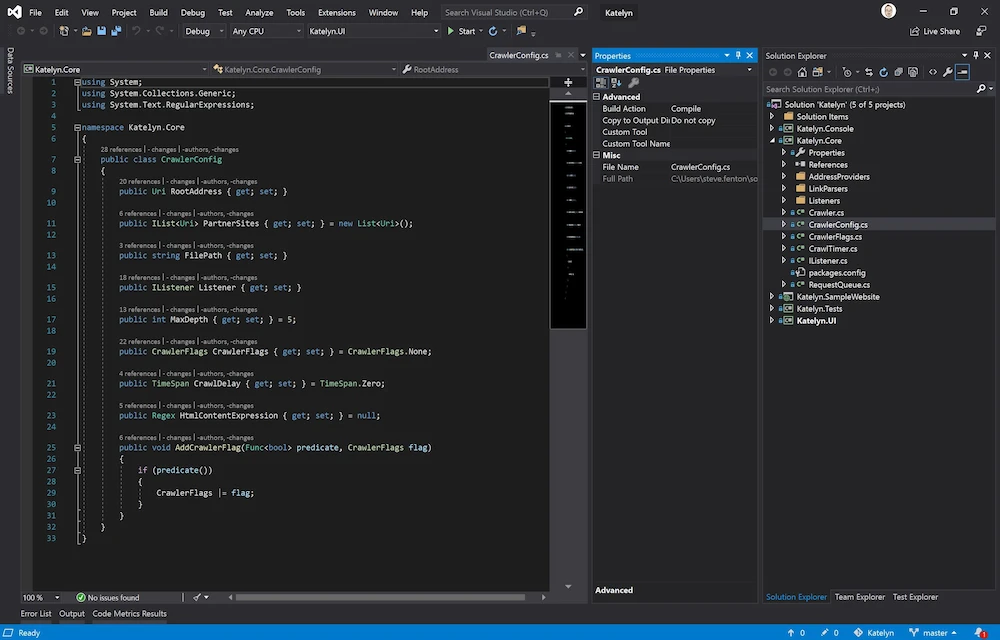 File Edit View Project Build Debug Test Analyze Tools Extensions Window Help Search Visual Studio (Ctrl+Q) Katelyn
Debug Any CPU Katelyn.UI Start Live Share
Data Sources
CrawlerConfig.cs
Katelyn.Core Katelyn.Core.CrawlerConfig RootAddress
1 using System;
2 using System.Collections.Generic;
3 using System.Text.RegularExpressions;
4
5 namespace Katelyn.Core
6 {
28 references | - changes | -authors, -changes
7 public class CrawlerConfig
8 {
20 references | - changes | -authors, -changes
9 public Uri RootAddress { get; set; }
10
6 references | - changes | -authors, -changes
11 public IList<Uri> PartnerSites { get; set; } = new List<Uri>();
12
3 references | - changes | -authors, -changes
13 public string FilePath { get; set; }
14
18 references | - changes | -authors, -changes
15 public IListener Listener { get; set; }
16
13 references | - changes | -authors, -changes
17 public int MaxDepth { get; set; } = 5;
18
22 references | - changes | -authors, -changes
19 public CrawlerFlags CrawlerFlags { get; set; } = CrawlerFlags.None;
20
4 references | - changes | -authors, -changes
21 public TimeSpan CrawlDelay { get; set; } = TimeSpan.Zero;
22
5 references | - changes | -authors, -changes
23 public Regex HtmlContentExpression { get; set; } = null;
24
6 references | - changes | -authors, -changes
25 public void AddCrawlerFlag(Func<bool> predicate, CrawlerFlags flag)
26 {
27 if (predicate())
28 {
29 CrawlerFlags |= flag;
30 }
31 }
32 }
33 }
100 % No issues found
Properties
CrawlerConfig.cs File Properties
Advanced
Build Action Compile
Copy to Output Di Do not copy
Custom Tool
Custom Tool Name
Misc
File Name CrawlerConfig.cs
Full Path C:\Users\steve.fenton\so
Advanced
Solution Explorer
Search Solution Explorer (Ctrl+;)
Solution 'Katelyn' (5 of 5 projects)
Solution Items
Katelyn.Console
Katelyn.Core
Properties
References
AddressProviders
LinkParsers
Listeners
Crawler.cs
CrawlerConfig.cs
CrawlerFlags.cs
CrawlTimer.cs
IListener.cs
packages.config
RequestQueue.cs
Katelyn.SampleWebsite
Katelyn.Tests
Katelyn.UI
Solution Explorer Team Explorer Test Explorer
Error List Output Code Metrics Results
Ready 0 0 Katelyn master 1